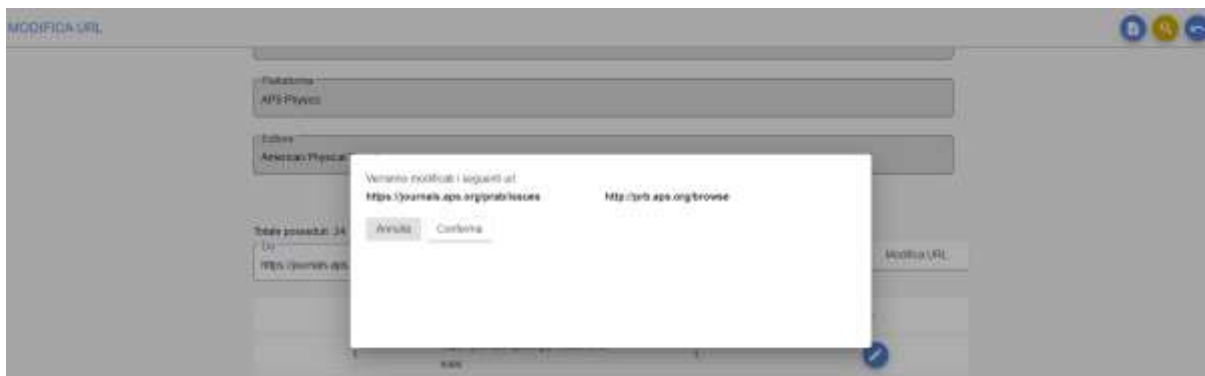 MODIFICA URL
Piattaforma
APS Physics
Editore
American Physical
Verranno modificati i seguenti url
https://journals.aps.org/prab/issues http://prb.aps.org/browse
Annulla Conferma
Totale posseduti: 24
Url
https://journals.aps.
Modifica URL